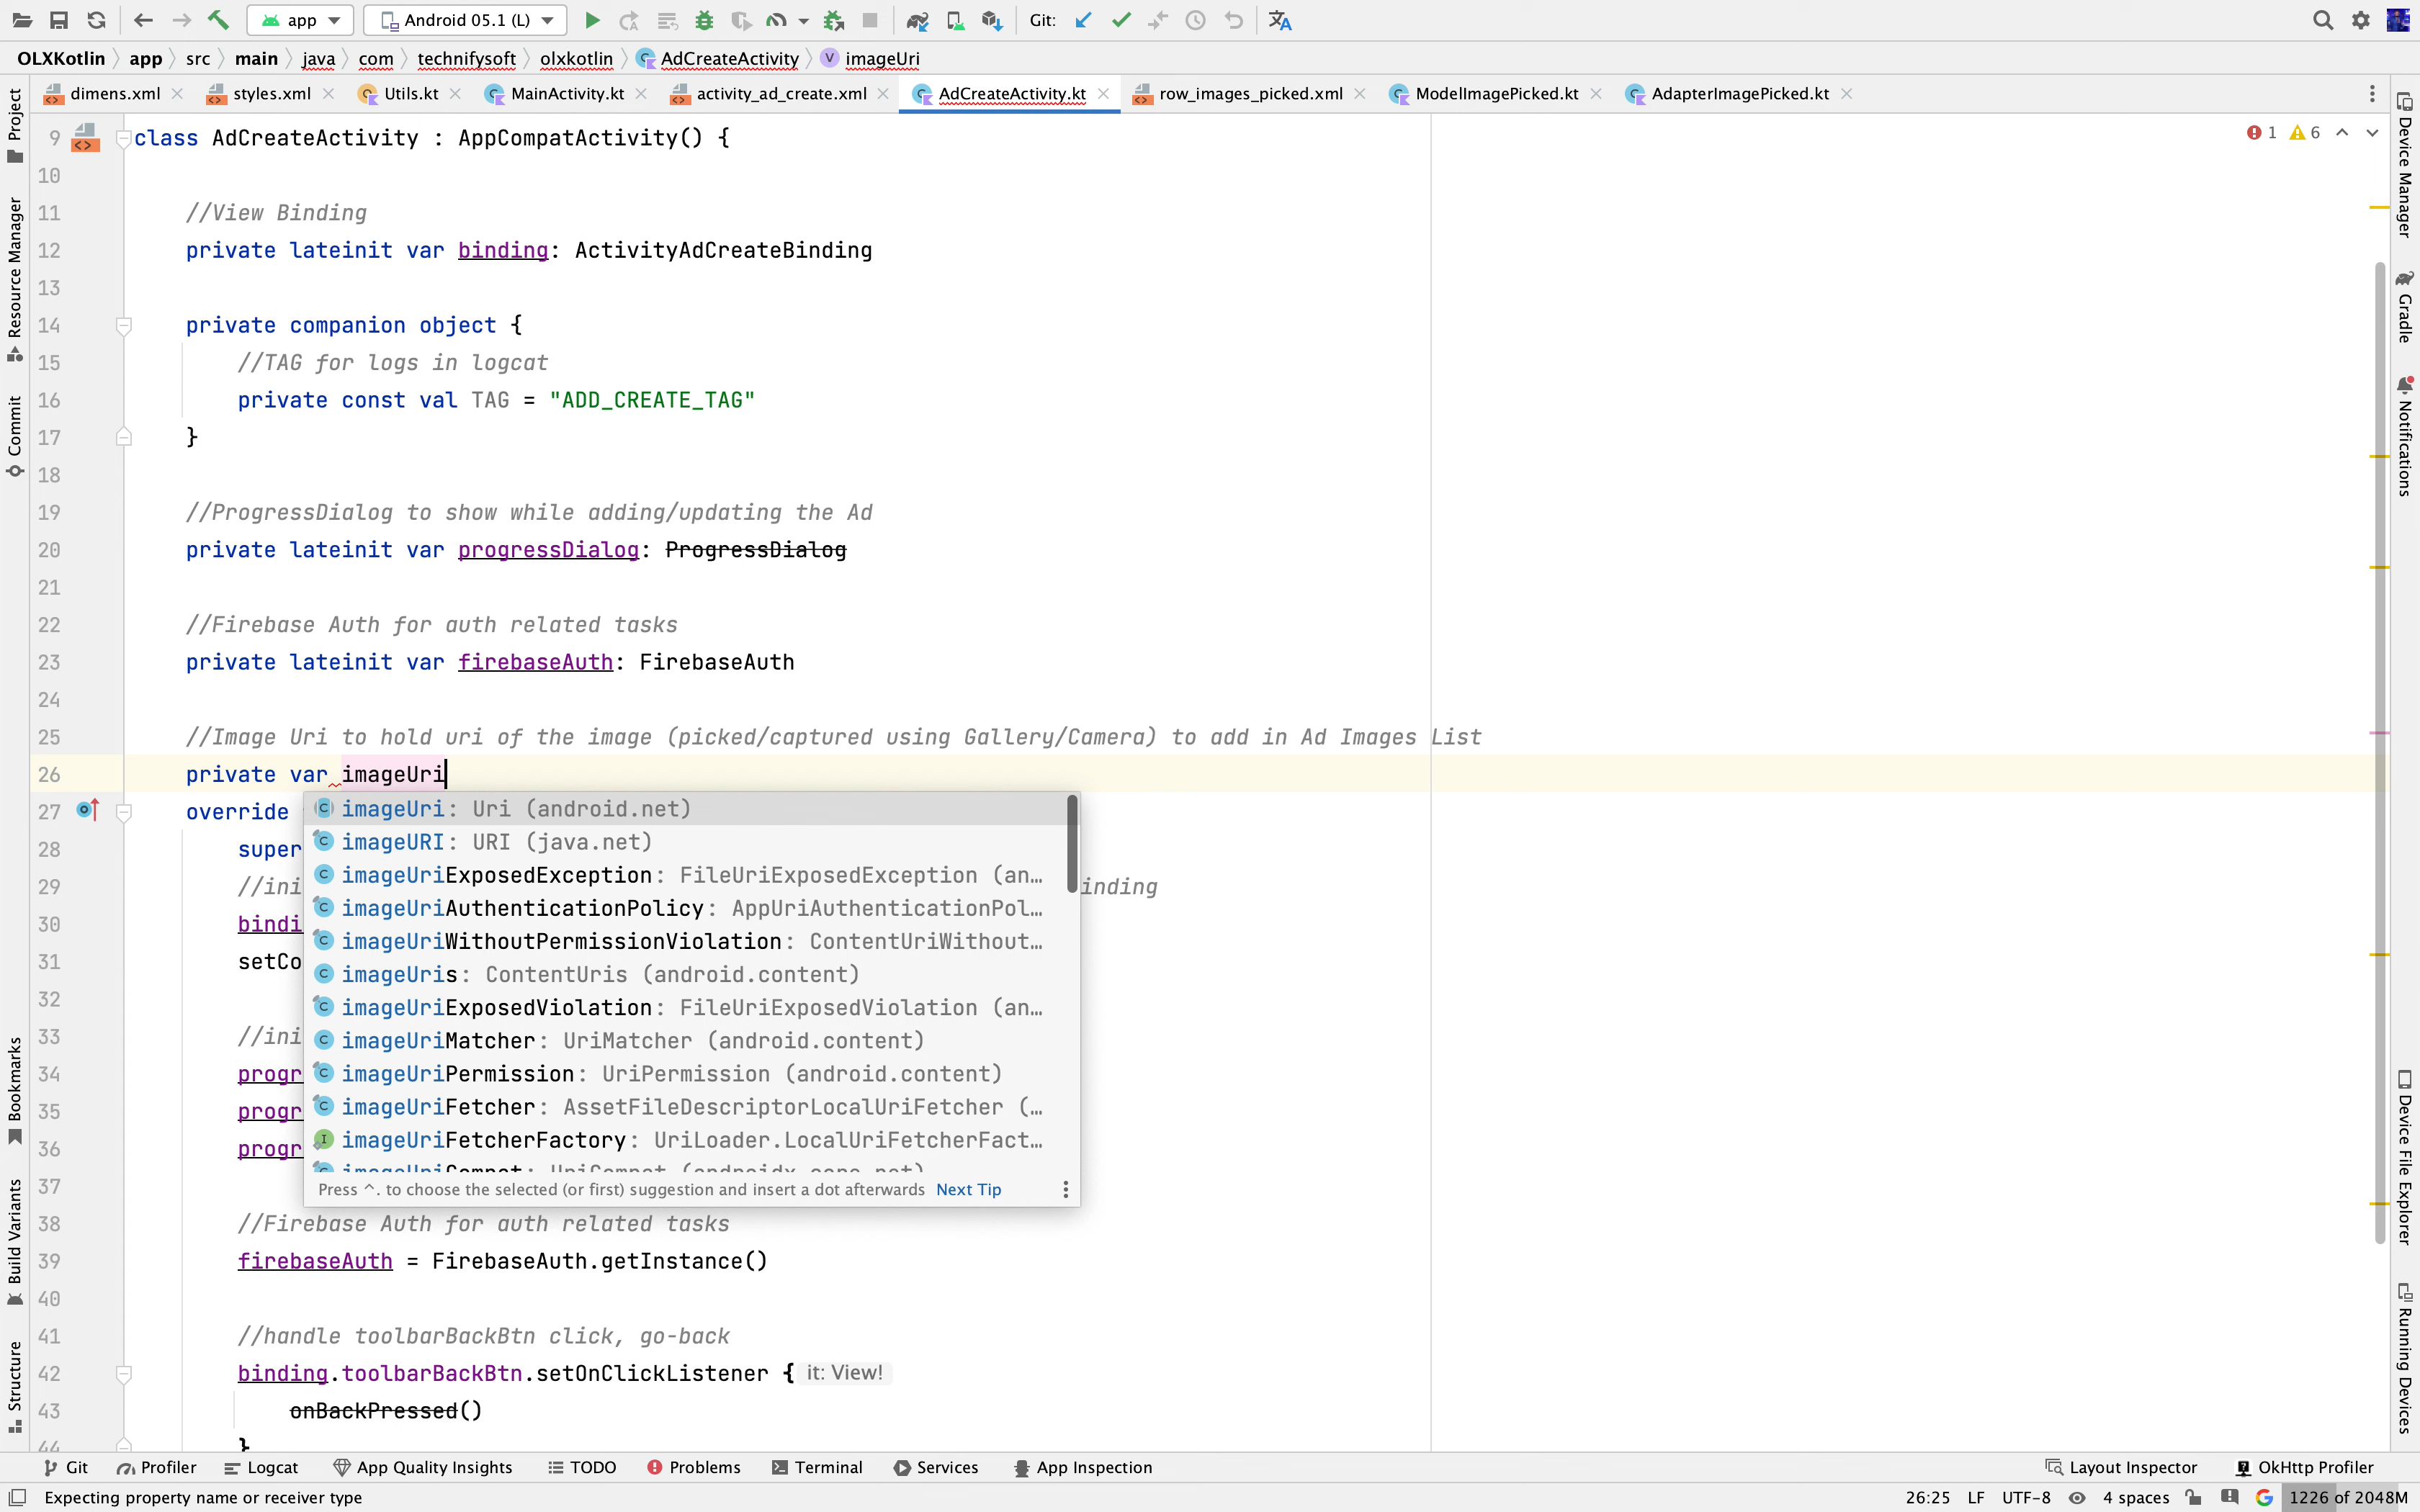 app Android 05.1 (L) Git:
OLXKotlin app src main java com technifysoft olxkotlin AdCreateActivity imageUri
dimens.xml styles.xml Utils.kt MainActivity.kt activity_ad_create.xml AdCreateActivity.kt row_images_picked.xml ModelImagePicked.kt AdapterImagePicked.kt
Project
Resource Manager
Commit
Bookmarks
Build Variants
Structure
1 6
9 class AdCreateActivity : AppCompatActivity() {
10
11 //View Binding
12 private lateinit var binding: ActivityAdCreateBinding
13
14 private companion object {
15 //TAG for logs in logcat
16 private const val TAG = "ADD_CREATE_TAG"
17 }
18
19 //ProgressDialog to show while adding/updating the Ad
20 private lateinit var progressDialog: ProgressDialog
21
22 //Firebase Auth for auth related tasks
23 private lateinit var firebaseAuth: FirebaseAuth
24
25 //Image Uri to hold uri of the image (picked/captured using Gallery/Camera) to add in Ad Images List
26 private var imageUri
27 override
28 super
29 //ini inding
30 bindi
31 setCo
32
33 //ini
34 progr
35 progr
36 progr
37
imageUri: Uri (android.net)
imageURI: URI (java.net)
imageUriExposedException: FileUriExposedException (an…
imageUriAuthenticationPolicy: AppUriAuthenticationPol…
imageUriWithoutPermissionViolation: ContentUriWithout…
imageUris: ContentUris (android.content)
imageUriExposedViolation: FileUriExposedViolation (an…
imageUriMatcher: UriMatcher (android.content)
imageUriPermission: UriPermission (android.content)
imageUriFetcher: AssetFileDescriptorLocalUriFetcher (…
imageUriFetcherFactory: UriLoader.LocalUriFetcherFact…
imageUriCompat: UriCompat (androidx.core.net)
Press ^. to choose the selected (or first) suggestion and insert a dot afterwards Next Tip
38 //Firebase Auth for auth related tasks
39 firebaseAuth = FirebaseAuth.getInstance()
40
41 //handle toolbarBackBtn click, go-back
42 binding.toolbarBackBtn.setOnClickListener { it: View!
43 onBackPressed()
44 }
Device Manager
Gradle
Notifications
Device File Explorer
Running Devices
Git Profiler Logcat App Quality Insights TODO Problems Terminal Services App Inspection Layout Inspector OkHttp Profiler
Expecting property name or receiver type 26:25 LF UTF-8 4 spaces 1226 of 2048M